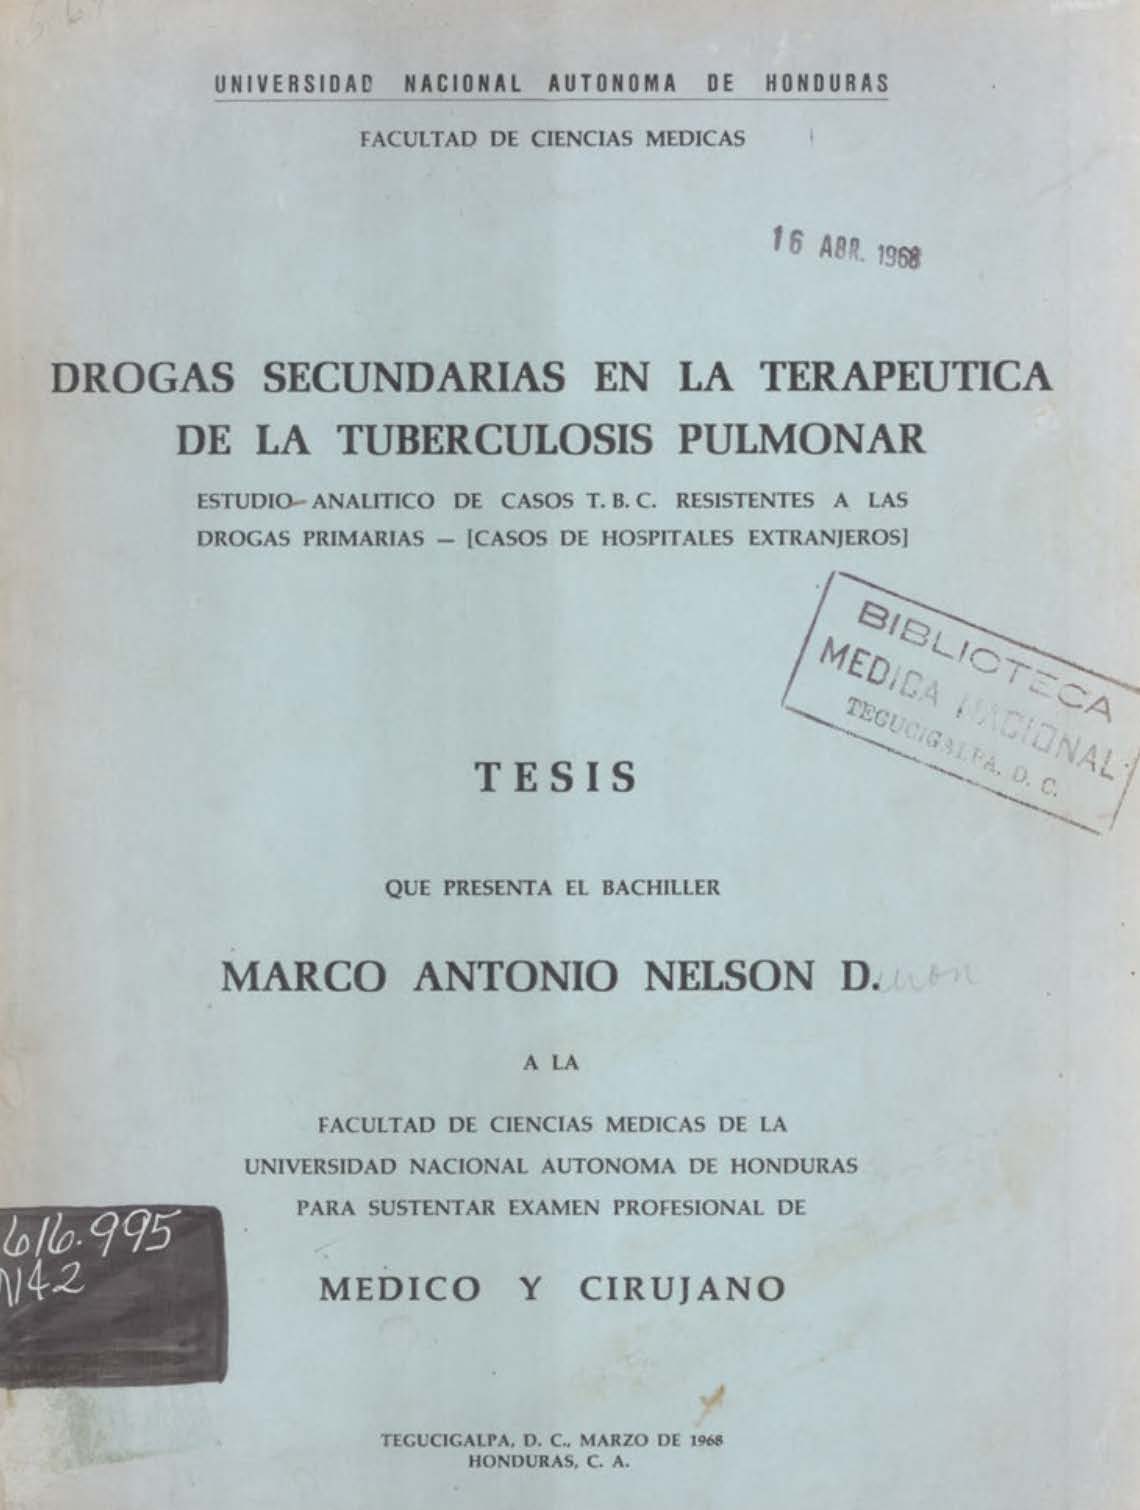 UNIVERSIDAD NACIONAL AUTONOMA DE HONDURAS
FACULTAD DE CIENCIAS MEDICAS
16 ABR. 1968
DROGAS SECUNDARIAS EN LA TERAPEUTICA
DE LA TUBERCULOSIS PULMONAR
ESTUDIO ANALITICO DE CASOS T. B. C. RESISTENTES A LAS
DROGAS PRIMARIAS — [CASOS DE HOSPITALES EXTRANJEROS]
BIBLIOTECA
MEDICA NACIONAL
TEGUCIGALPA, D. C.
TESIS
QUE PRESENTA EL BACHILLER
MARCO ANTONIO NELSON D.
A LA
FACULTAD DE CIENCIAS MEDICAS DE LA
UNIVERSIDAD NACIONAL AUTONOMA DE HONDURAS
PARA SUSTENTAR EXAMEN PROFESIONAL DE
616.995
N142
MEDICO Y CIRUJANO
TEGUCIGALPA, D. C., MARZO DE 1968
HONDURAS, C. A.